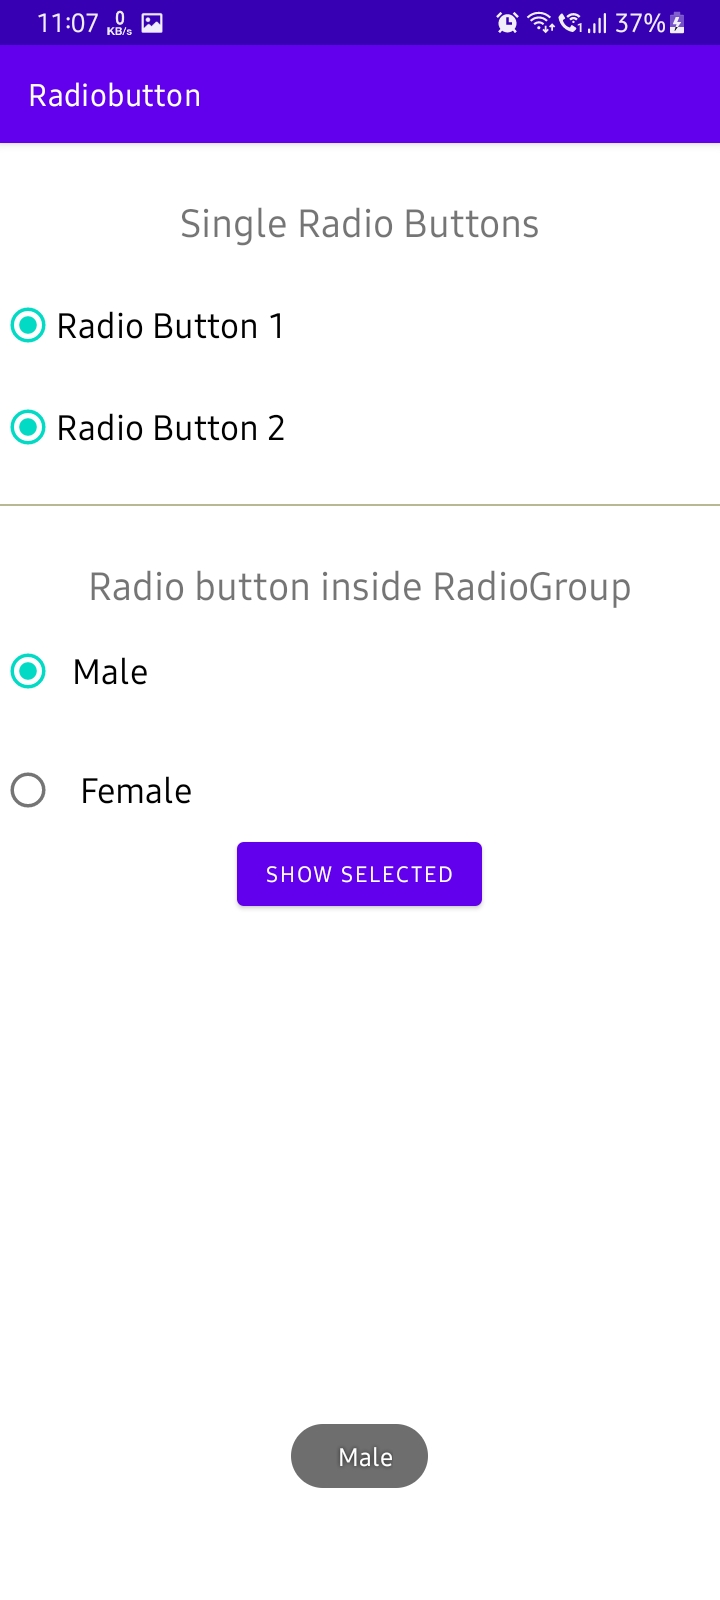 11:07 0 KB/s 1 37%
Radiobutton
Single Radio Buttons
Radio Button 1
Radio Button 2
Radio button inside RadioGroup
Male
Female
SHOW SELECTED
Male